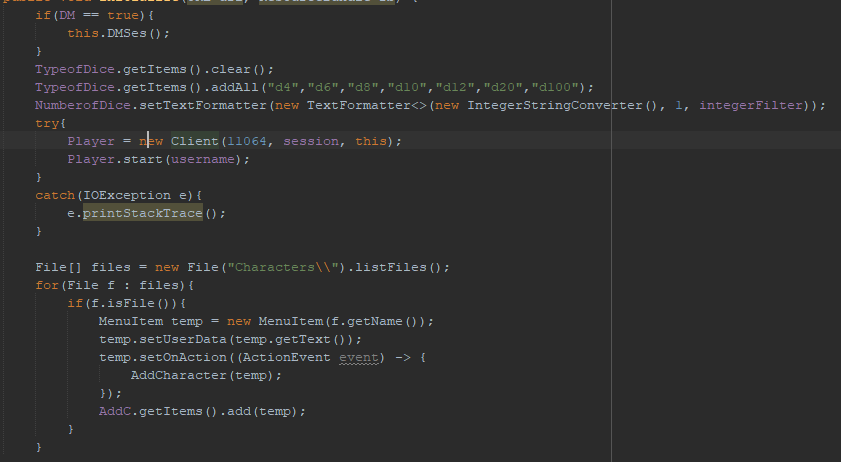 if(DM == true){
this.DMSes();
}
TypeofDice.getItems().clear();
TypeofDice.getItems().addAll("d4","d6","d8","d10","d12","d20","d100");
NumberofDice.setTextFormatter(new TextFormatter<>(new IntegerStringConverter(), 1, integerFilter));
try{
Player = new Client(11064, session, this);
Player.start(username);
}
catch(IOException e){
e.printStackTrace();
}
File[] files = new File("Characters\\").listFiles();
for(File f : files){
if(f.isFile()){
MenuItem temp = new MenuItem(f.getName());
temp.setUserData(temp.getText());
temp.setOnAction((ActionEvent event) -> {
AddCharacter(temp);
});
AddC.getItems().add(temp);
}
}